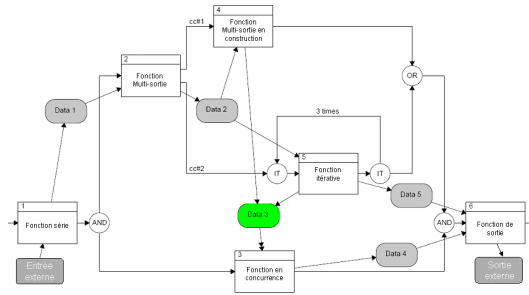 4
Fonction
Multi-sortie en
construction
cc#1
2
Fonction
Multi-sortie
OR
Data 1
Data 2
3 times
cc#2
IT
5
Fonction
itérative
IT
Data 3
Data 5
1
Fonction série
AND
AND
6
Fonction de
sortie
3
Fonction en
concurrence
Data 4
Entrée
externe
Sortie
externe